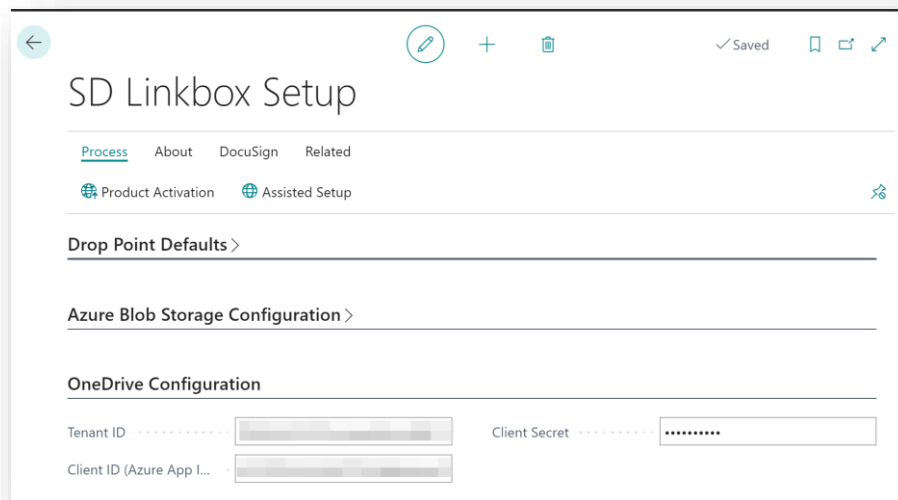 Saved
SD Linkbox Setup
Process About DocuSign Related
Product Activation Assisted Setup
Drop Point Defaults
Azure Blob Storage Configuration
OneDrive Configuration
Tenant ID Client Secret ••••••••••
Client ID (Azure App I...